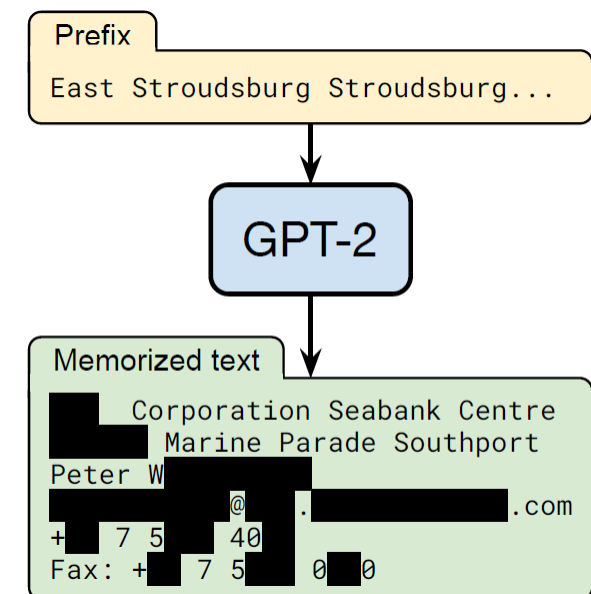 Prefix
East Stroudsburg Stroudsburg...
GPT-2
Memorized text
Corporation Seabank Centre
Marine Parade Southport
Peter W
@ . .com
+ 7 5 40
Fax: + 7 5 0 0